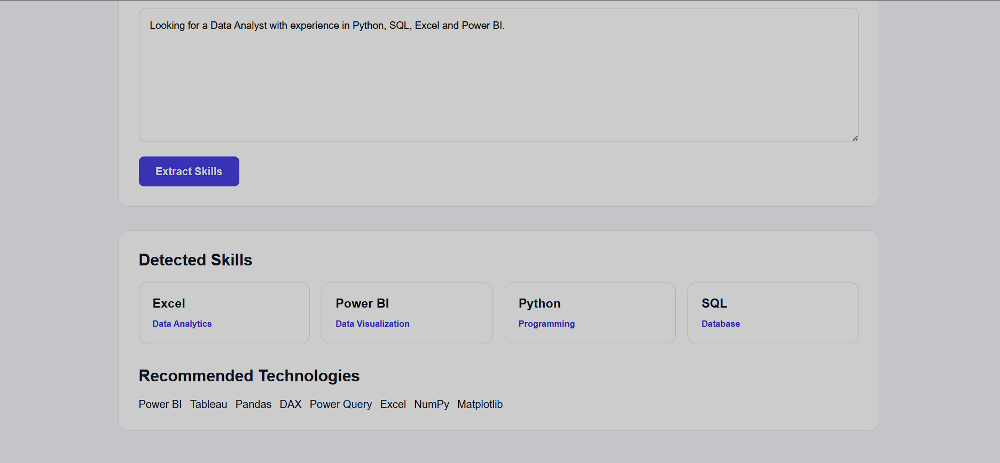 Looking for a Data Analyst with experience in Python, SQL, Excel and Power BI.
Extract Skills
Detected Skills
Excel
Data Analytics
Power BI
Data Visualization
Python
Programming
SQL
Database
Recommended Technologies
Power BI Tableau Pandas DAX Power Query Excel NumPy Matplotlib